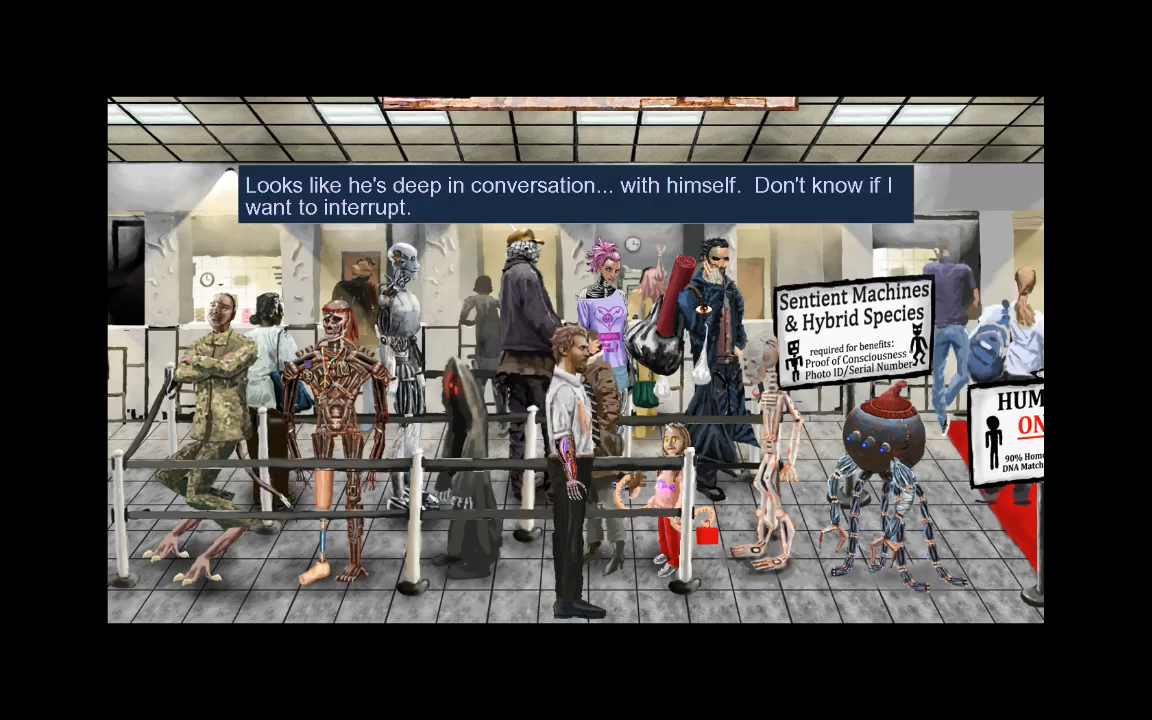 Looks like he's deep in conversation... with himself.  Don't know if I
want to interrupt.
Sentient Machines
& Hybrid Species
required for benefits:
Proof of Consciousness
Photo ID/Serial Number
HUM
ON
90% Hom
DNA Match